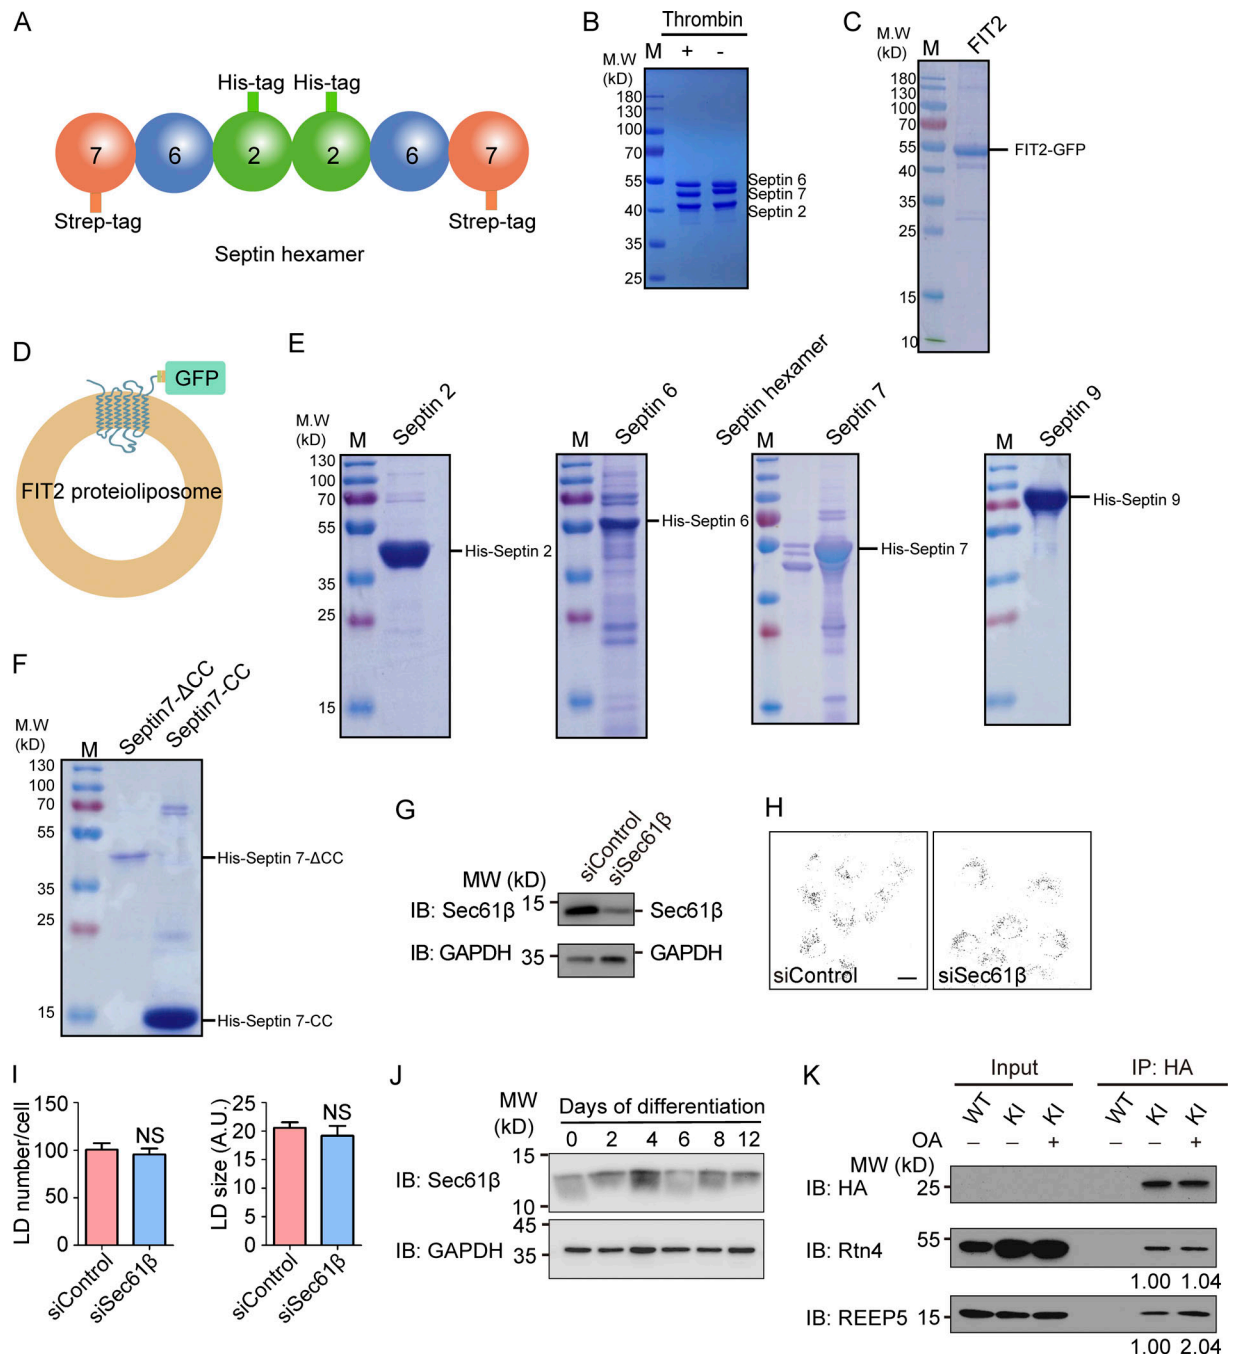 A
His-tag His-tag
7 6 2 2 6 7
Strep-tag Strep-tag
Septin hexamer
B
Thrombin
M.W
(kD)
M + -
180
130
100
70
55
40
35
25
Septin 6
Septin 7
Septin 2
C
M.W
(kD)
M FIT2
180
130
100
70
55
40
35
25
15
10
FIT2-GFP
D
GFP
FIT2 proteioliposome
E
M.W
(kD)
M Septin 2
130
100
70
55
35
25
15
His-Septin 2
M Septin 6
His-Septin 6
Septin hexamer
M Septin 7
His-Septin 7
M Septin 9
His-Septin 9
F
M.W
(kD)
M Septin7-ΔCC Septin7-CC
130
100
70
55
35
25
15
His-Septin 7-ΔCC
His-Septin 7-CC
G
siControl siSec61β
MW (kD)
IB: Sec61β 15 Sec61β
IB: GAPDH 35 GAPDH
H
siControl siSec61β
I
LD number/cell
150
100
50
0
NS
siControl siSec61β
LD size (A.U.)
25
20
15
10
5
0
NS
siControl siSec61β
J
MW
(kD)
Days of differentiation
0 2 4 6 8 12
15
IB: Sec61β
10
45
IB: GAPDH
35
K
Input IP: HA
WT KI KI WT KI KI
OA – – + – – +
MW (kD)
IB: HA 25
55
IB: Rtn4
1.00 1.04
IB: REEP5 15
1.00 2.04